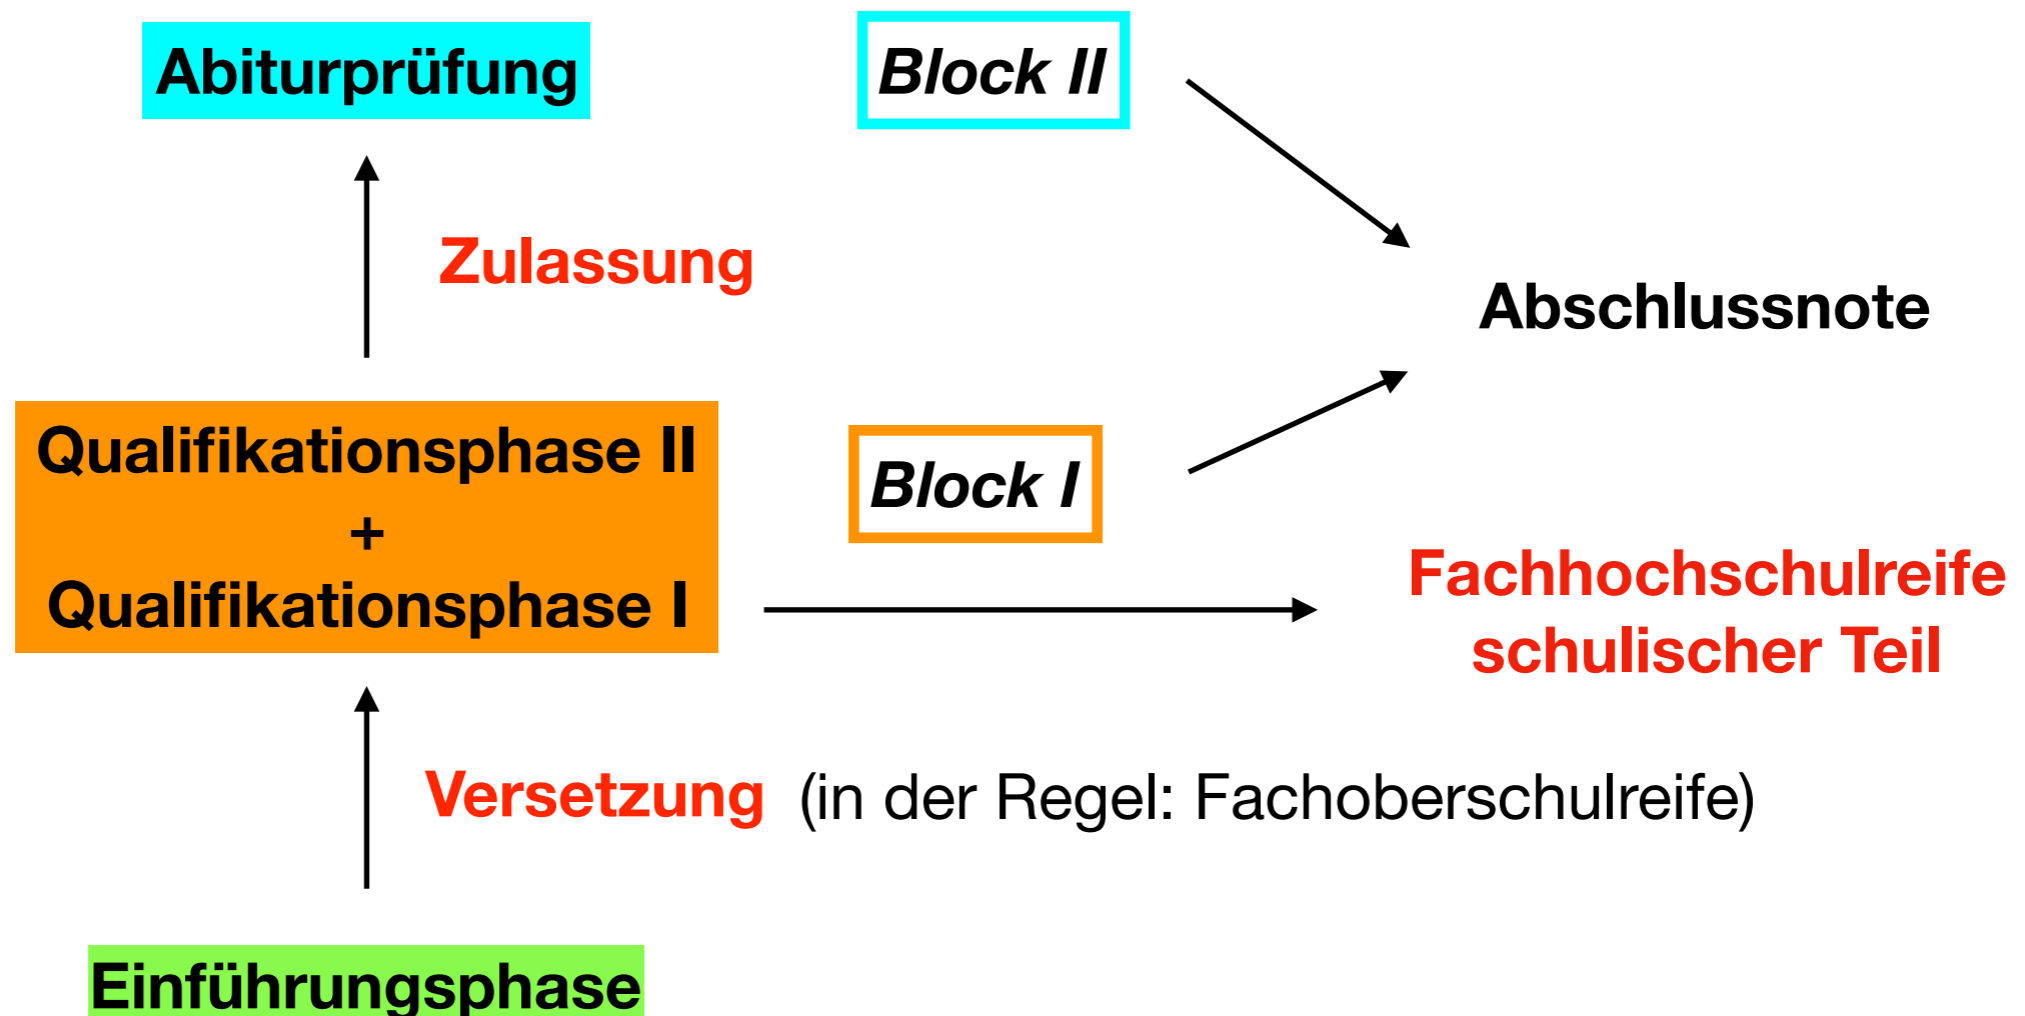 Abiturprüfung
Block II
Zulassung
Abschlussnote
Qualifikationsphase II
+
Qualifikationsphase I
Block I
Fachhochschulreife
schulischer Teil
Versetzung (in der Regel: Fachoberschulreife)
Einführungsphase